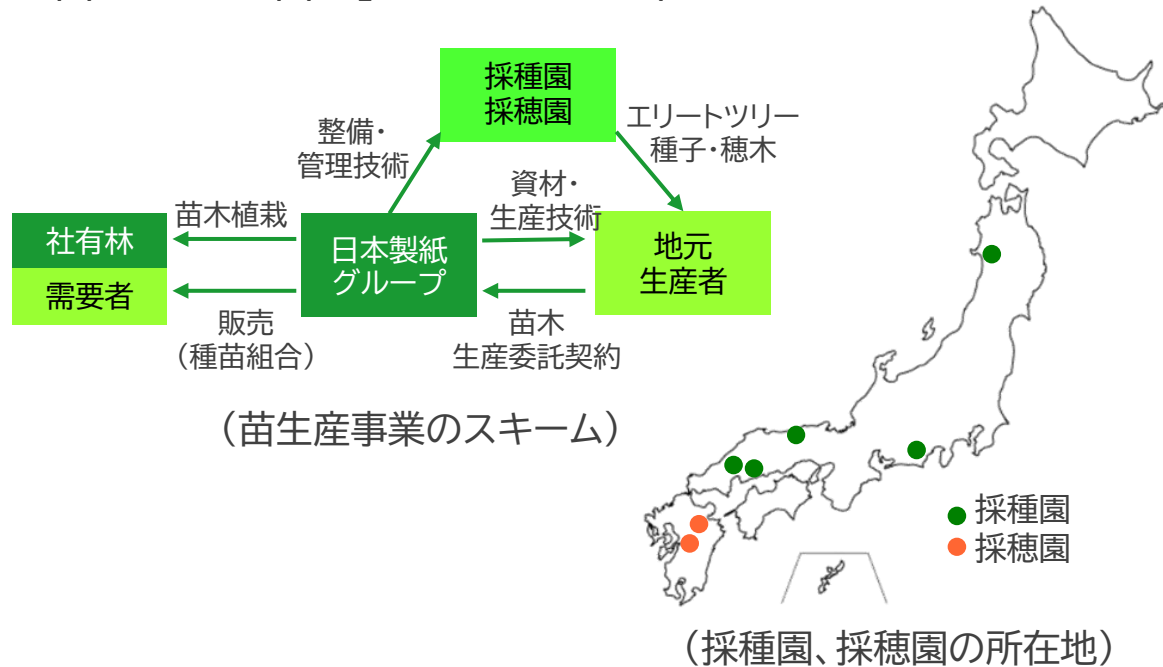 採種園
採穂園
整備・
管理技術
エリートツリー
種子・穂木
苗木植栽
資材・
生産技術
社有林
需要者
日本製紙
グループ
地元
生産者
販売
（種苗組合）
苗木
生産委託契約
（苗生産事業のスキーム）
採種園
採穂園
（採種園、採穂園の所在地）